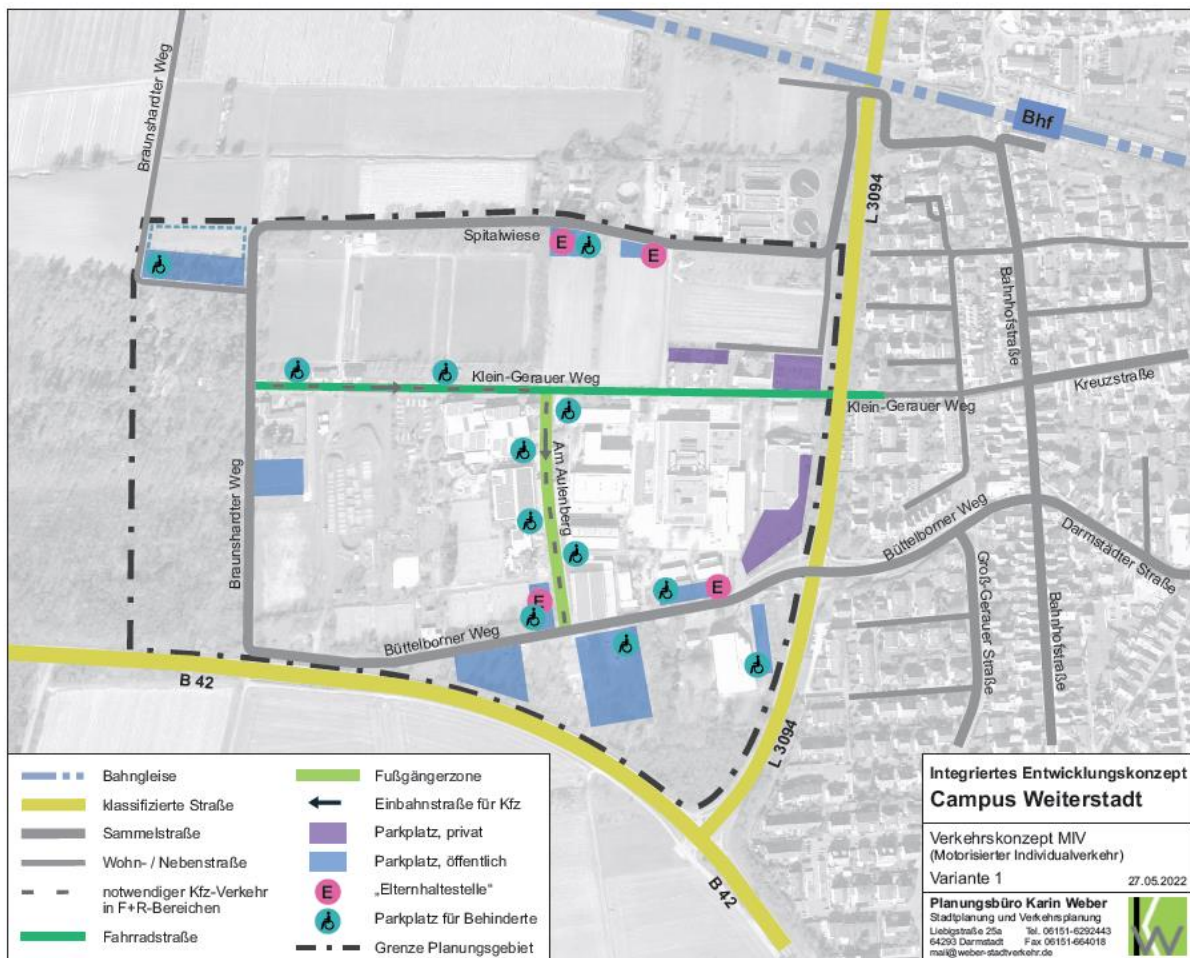 Braunshardter Weg
Bhf
L 3094
Spitalwiese
E
E
Bahnhofstraße
Klein-Gerauer Weg
Klein-Gerauer Weg
Kreuzstraße
Am Aulenberg
Braunshardter Weg
Büttelborner Weg
Darmstädter Straße
E
E
Büttelborner Weg
Groß-Gerauer Straße
Bahnhofstraße
B 42
L 3094
B 42
Bahngleise
klassifizierte Straße
Sammelstraße
Wohn- / Nebenstraße
notwendiger Kfz-Verkehr
in F+R-Bereichen
Fahrradstraße
Fußgängerzone
Einbahnstraße für Kfz
Parkplatz, privat
Parkplatz, öffentlich
E
„Elternhaltestelle“
Parkplatz für Behinderte
Grenze Planungsgebiet
Integriertes Entwicklungskonzept
Campus Weiterstadt
Verkehrskonzept MIV
(Motorisierter Individualverkehr)
Variante 1 27.05.2022
Planungsbüro Karin Weber
Stadtplanung und Verkehrsplanung
Liebigstraße 25a Tel. 06151-6292443
64293 Darmstadt Fax 06151-664018
mail@weber-stadtverkehr.de